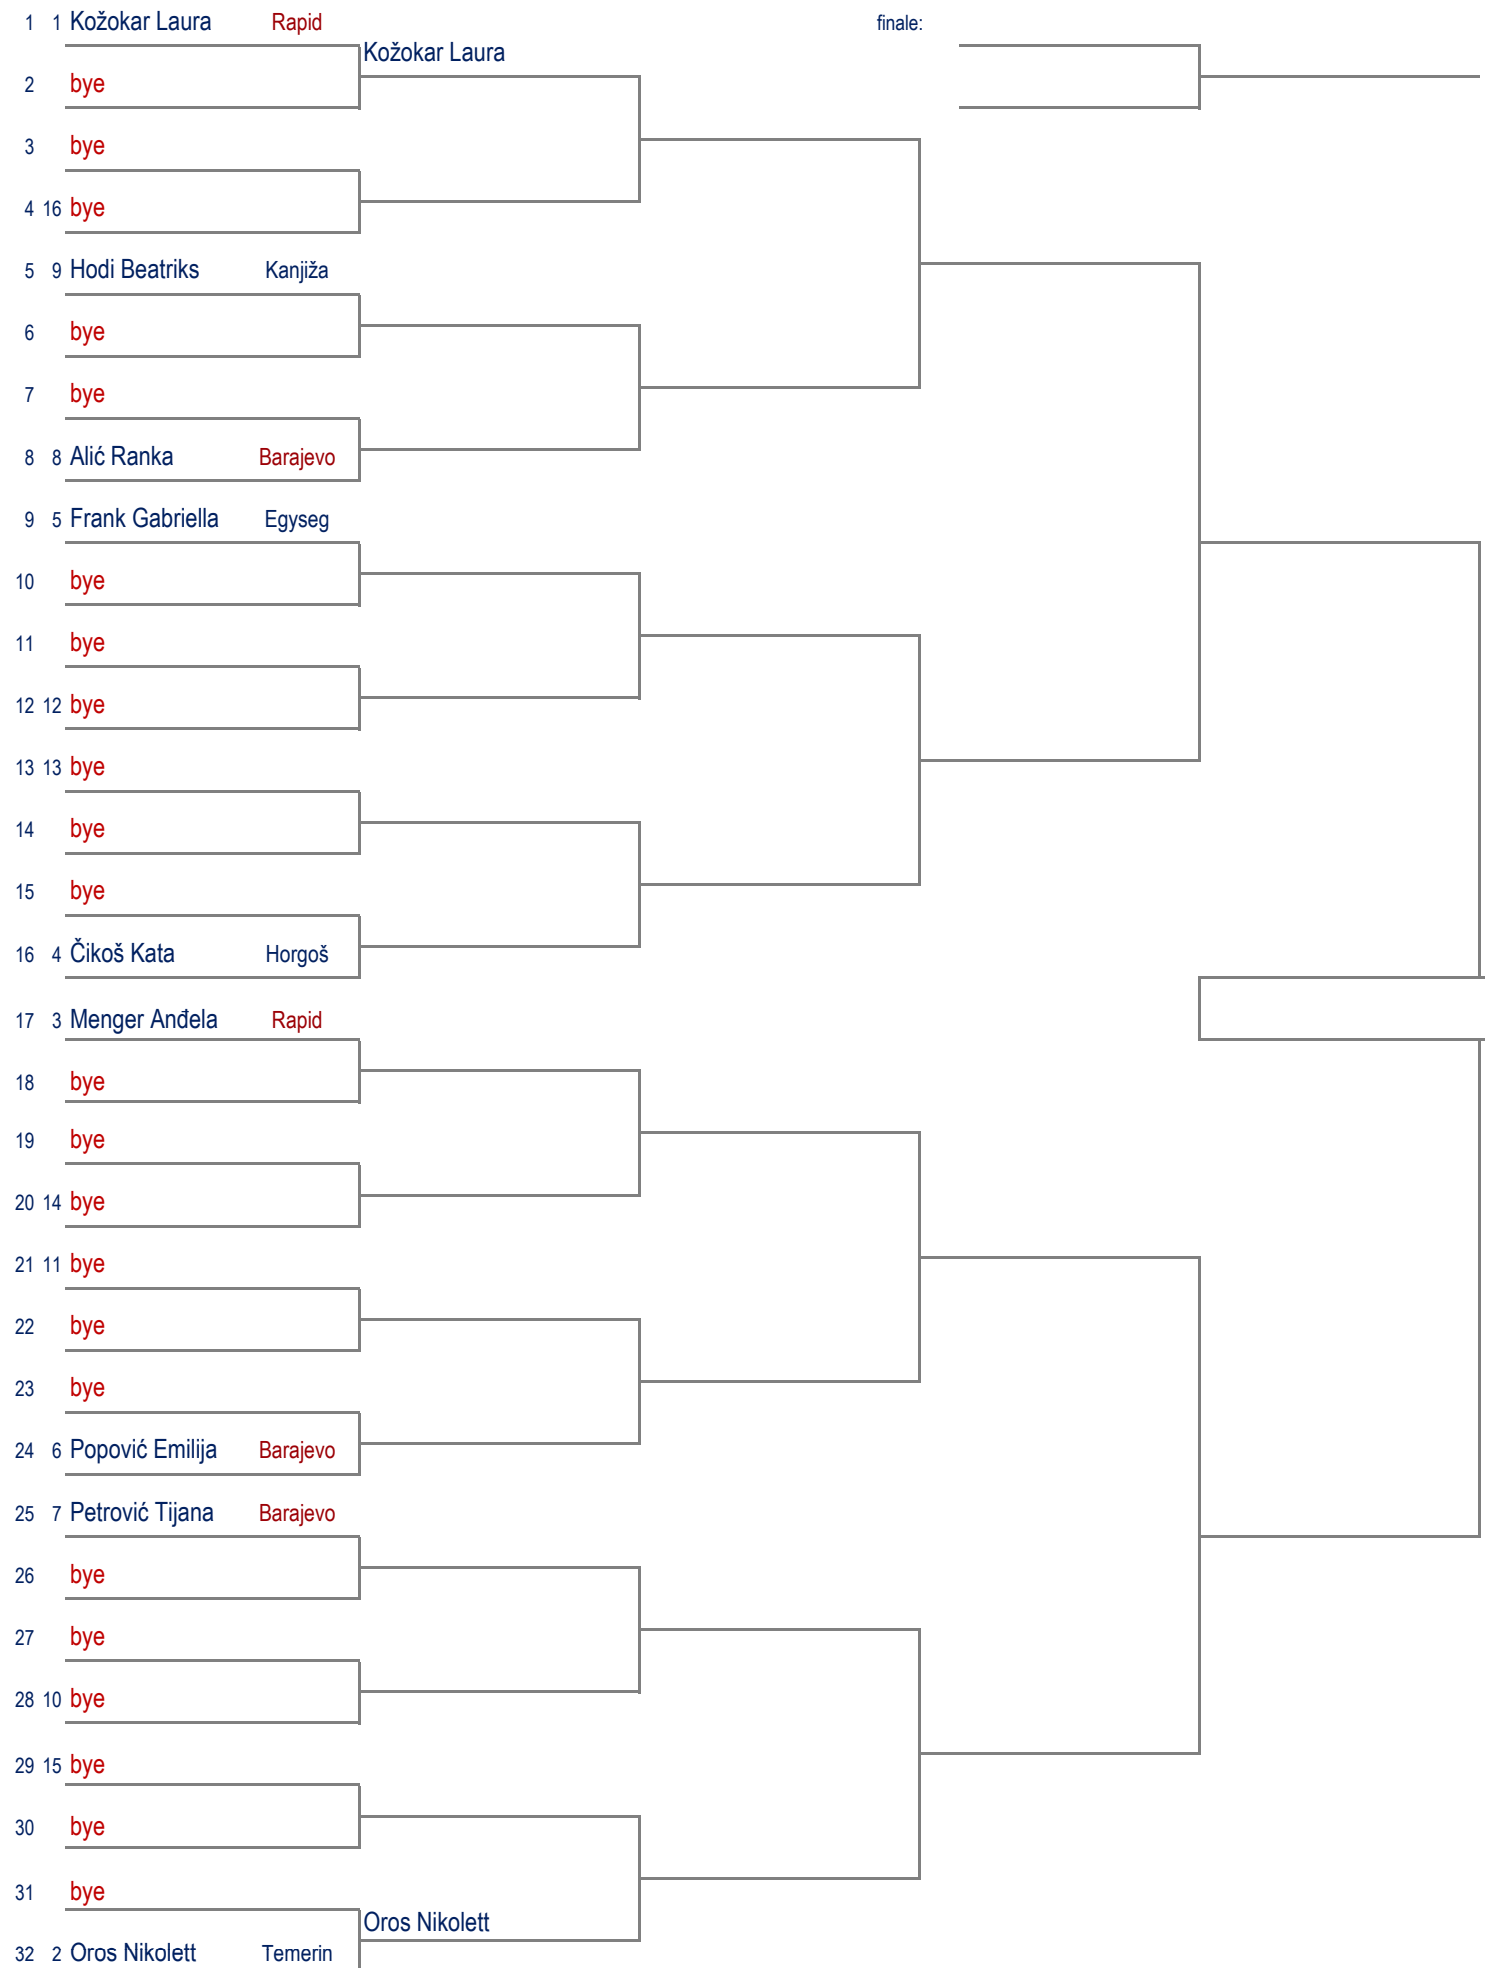 1 1 Kožokar Laura Rapid finale:
Kožokar Laura
2 bye
3 bye
4 16 bye
5 9 Hodi Beatriks Kanjiža
6 bye
7 bye
8 8 Alić Ranka Barajevo
9 5 Frank Gabriella Egyseg
10 bye
11 bye
12 12 bye
13 13 bye
14 bye
15 bye
16 4 Čikoš Kata Horgoš
17 3 Menger Anđela Rapid
18 bye
19 bye
20 14 bye
21 11 bye
22 bye
23 bye
24 6 Popović Emilija Barajevo
25 7 Petrović Tijana Barajevo
26 bye
27 bye
28 10 bye
29 15 bye
30 bye
31 bye
Oros Nikolett
32 2 Oros Nikolett Temerin